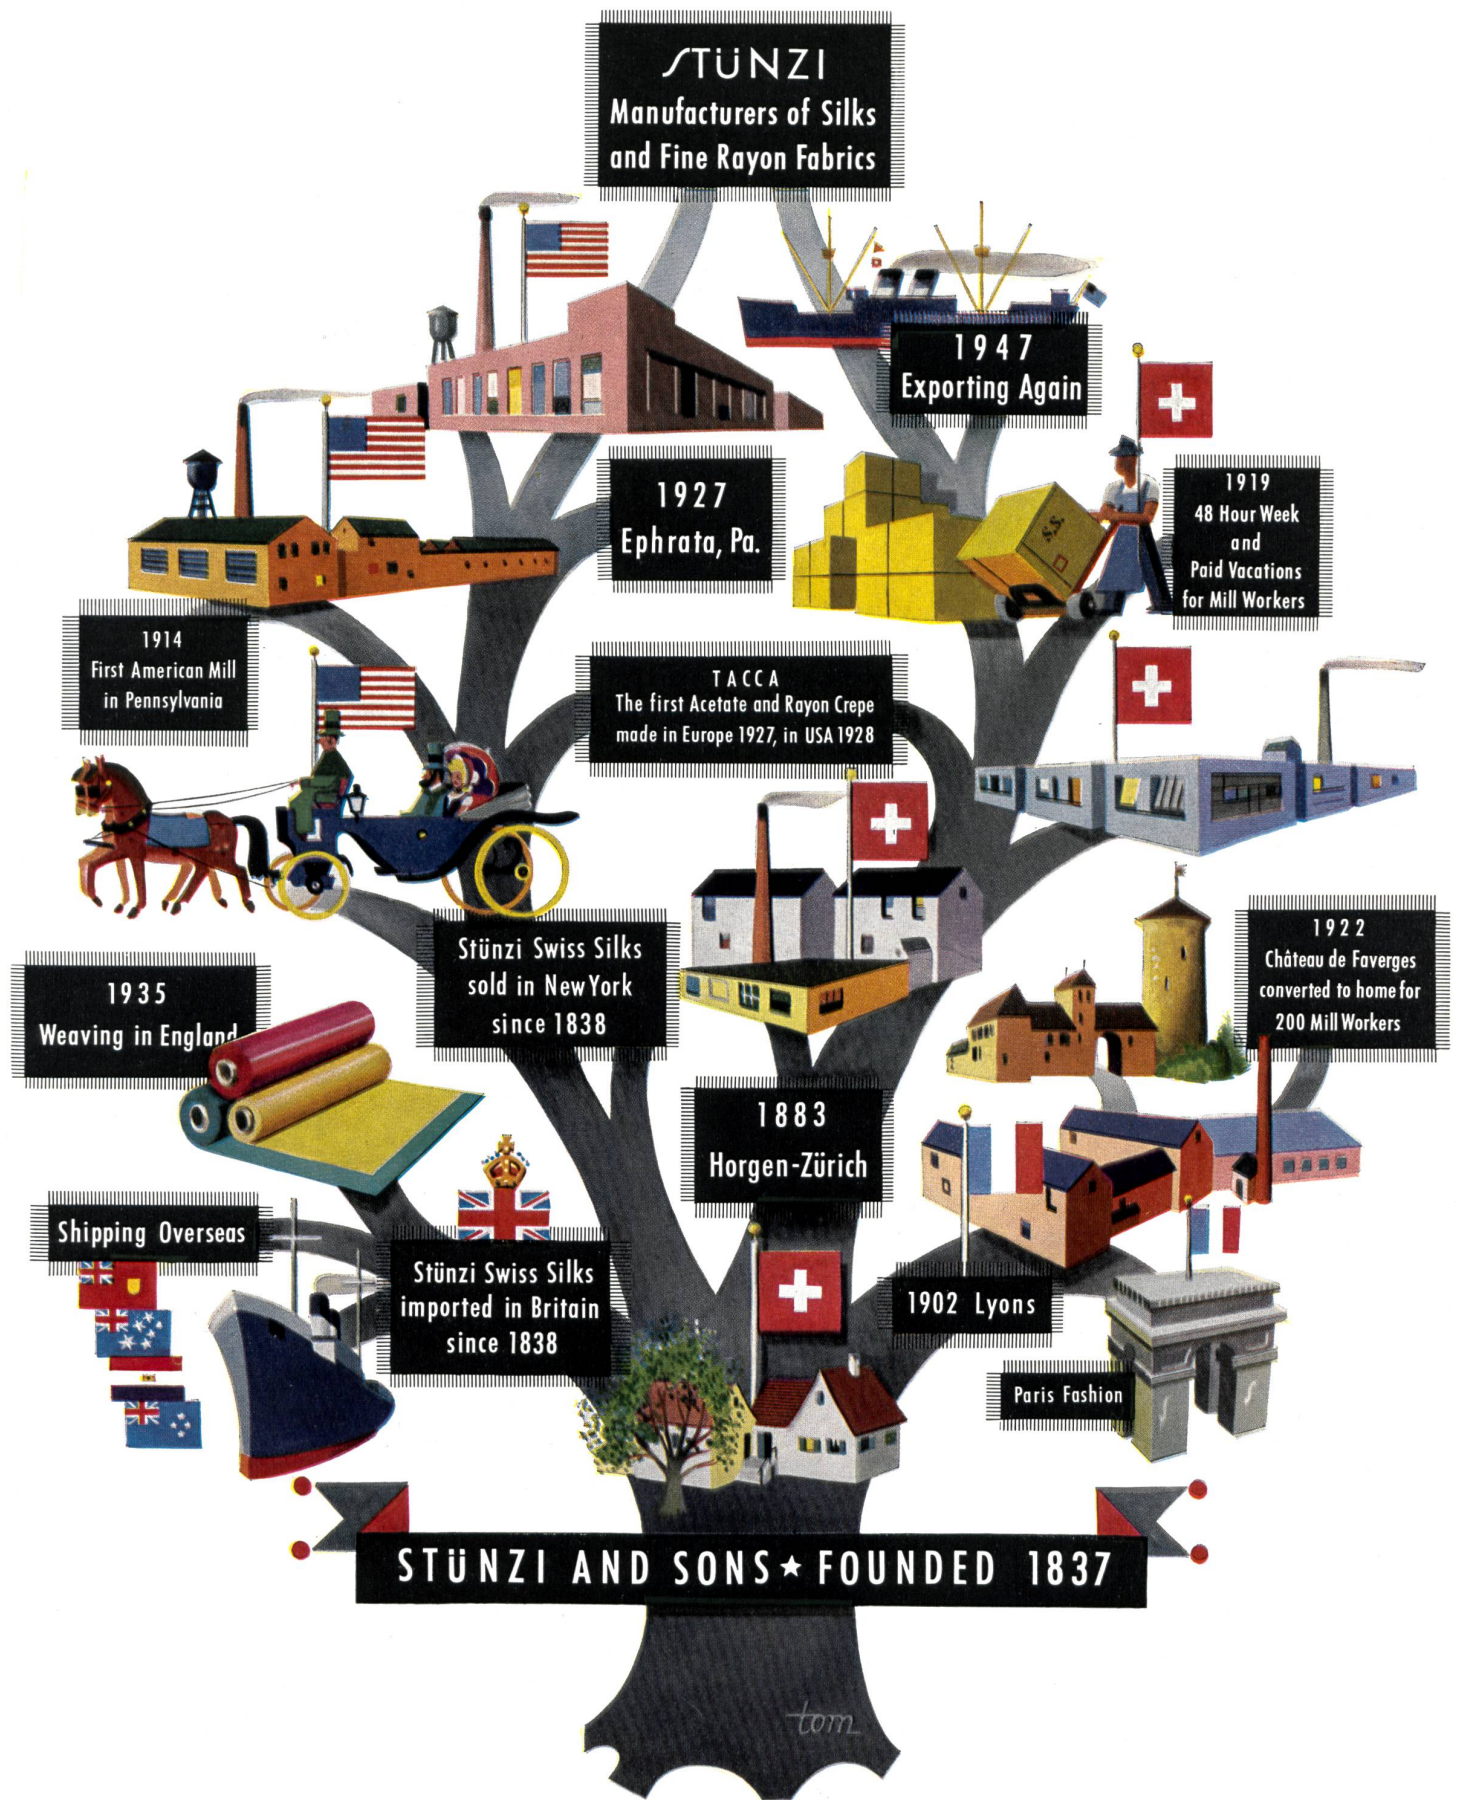 STÜNZI
Manufacturers of Silks
and Fine Rayon Fabrics
1947
Exporting Again
1927
Ephrata, Pa.
1919
48 Hour Week
and
Paid Vacations
for Mill Workers
S.S.
1914
First American Mill
in Pennsylvania
TACCA
The first Acetate and Rayon Crepe
made in Europe 1927, in USA 1928
Stünzi Swiss Silks
sold in New York
since 1838
1922
Château de Faverges
converted to home for
200 Mill Workers
1935
Weaving in England
1883
Horgen-Zürich
Shipping Overseas
Stünzi Swiss Silks
imported in Britain
since 1838
1902 Lyons
Paris Fashion
STÜNZI AND SONS ★ FOUNDED 1837
tom